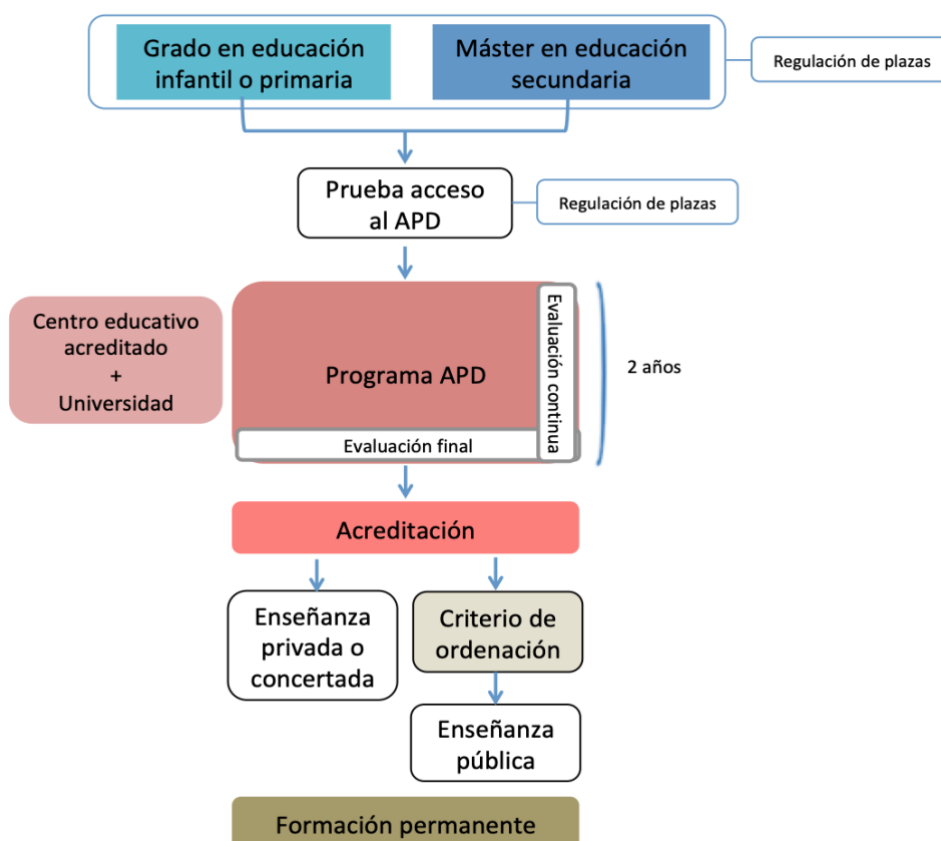 Grado en educación
infantil o primaria
Máster en educación
secundaria
Regulación de plazas
Prueba acceso
al APD
Regulación de plazas
Centro educativo
acreditado
+
Universidad
Programa APD
Evaluación continua
2 años
Evaluación final
Acreditación
Enseñanza
privada o
concertada
Criterio de
ordenación
Enseñanza
pública
Formación permanente